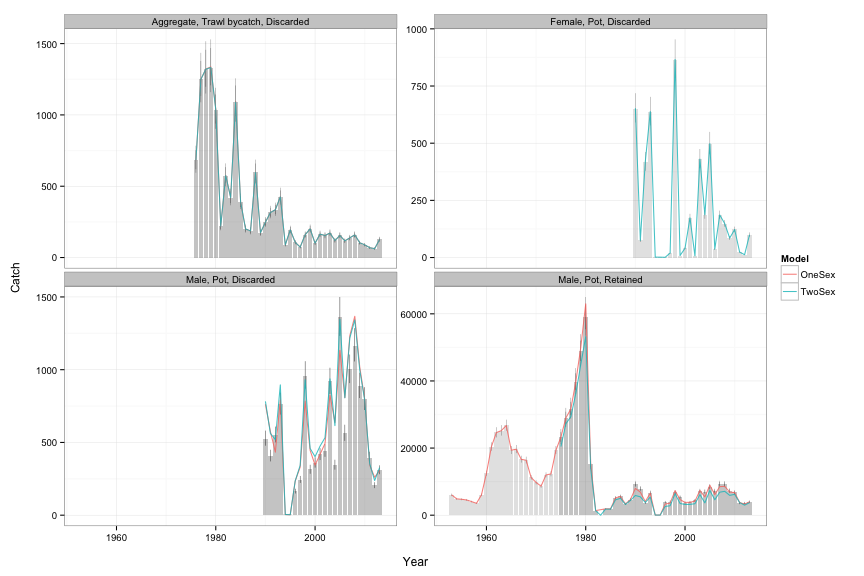 Aggregate, Trawl bycatch, Discarded
Female, Pot, Discarded
1500
1000
500
0
1000
750
500
250
0
Male, Pot, Discarded
Male, Pot, Retained
1500
1000
500
0
60000
40000
20000
0
1960
1980
2000
1960
1980
2000
Catch
Year
Model
OneSex
TwoSex